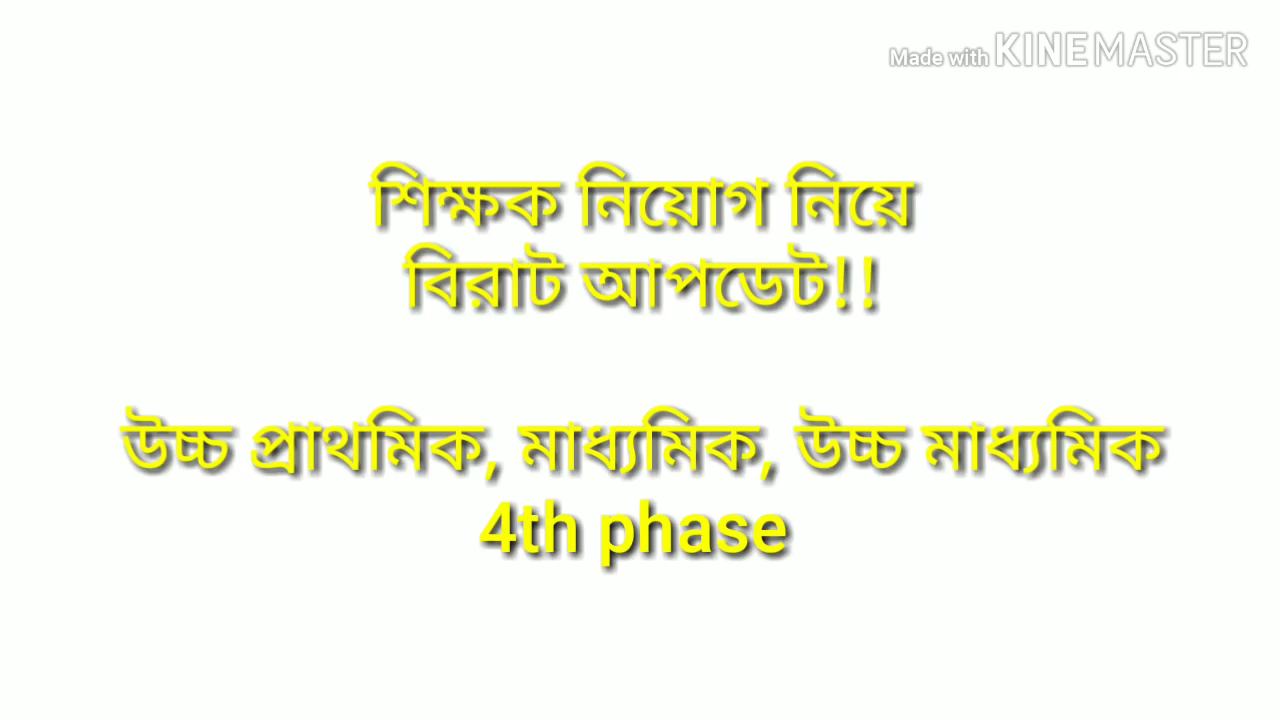 Made with KINEMASTER
শিক্ষক নিয়োগ নিয়ে
বিরাট আপডেট!!
উচ্চ প্রাথমিক, মাধ্যমিক, উচ্চ মাধ্যমিক
4th phase